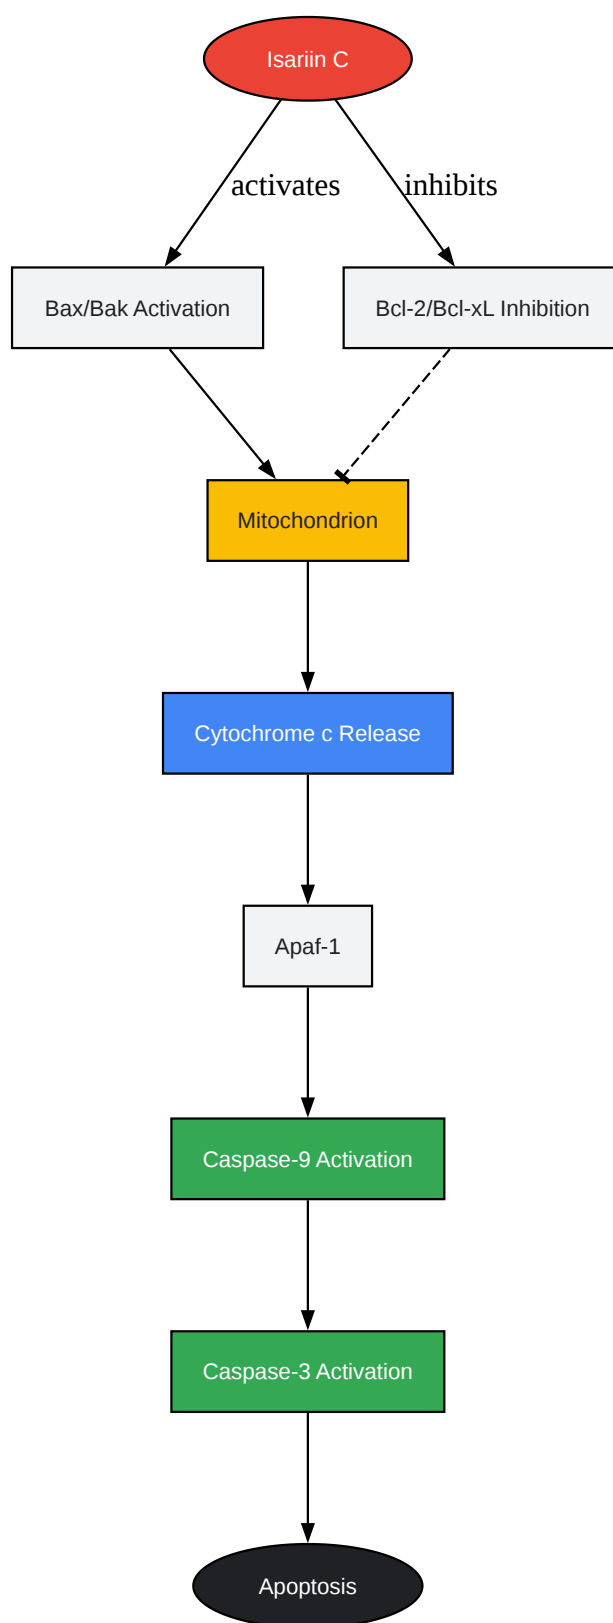 Isariin C
activates
inhibits
Bax/Bak Activation
Bcl-2/Bcl-xL Inhibition
Mitochondrion
Cytochrome c Release
Apaf-1
Caspase-9 Activation
Caspase-3 Activation
Apoptosis